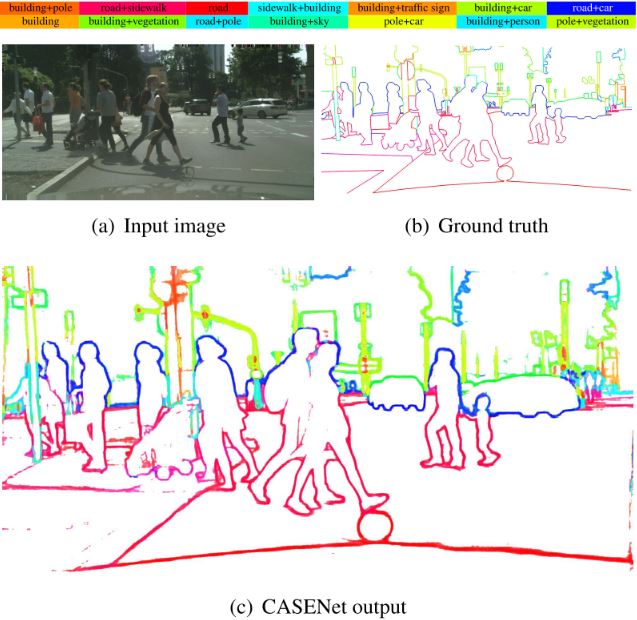 building+pole road+sidewalk road sidewalk+building building+traffic sign building+car road+car
building building+vegetation road+pole building+sky pole+car building+person pole+vegetation
(a) Input image
(b) Ground truth
(c) CASENet output